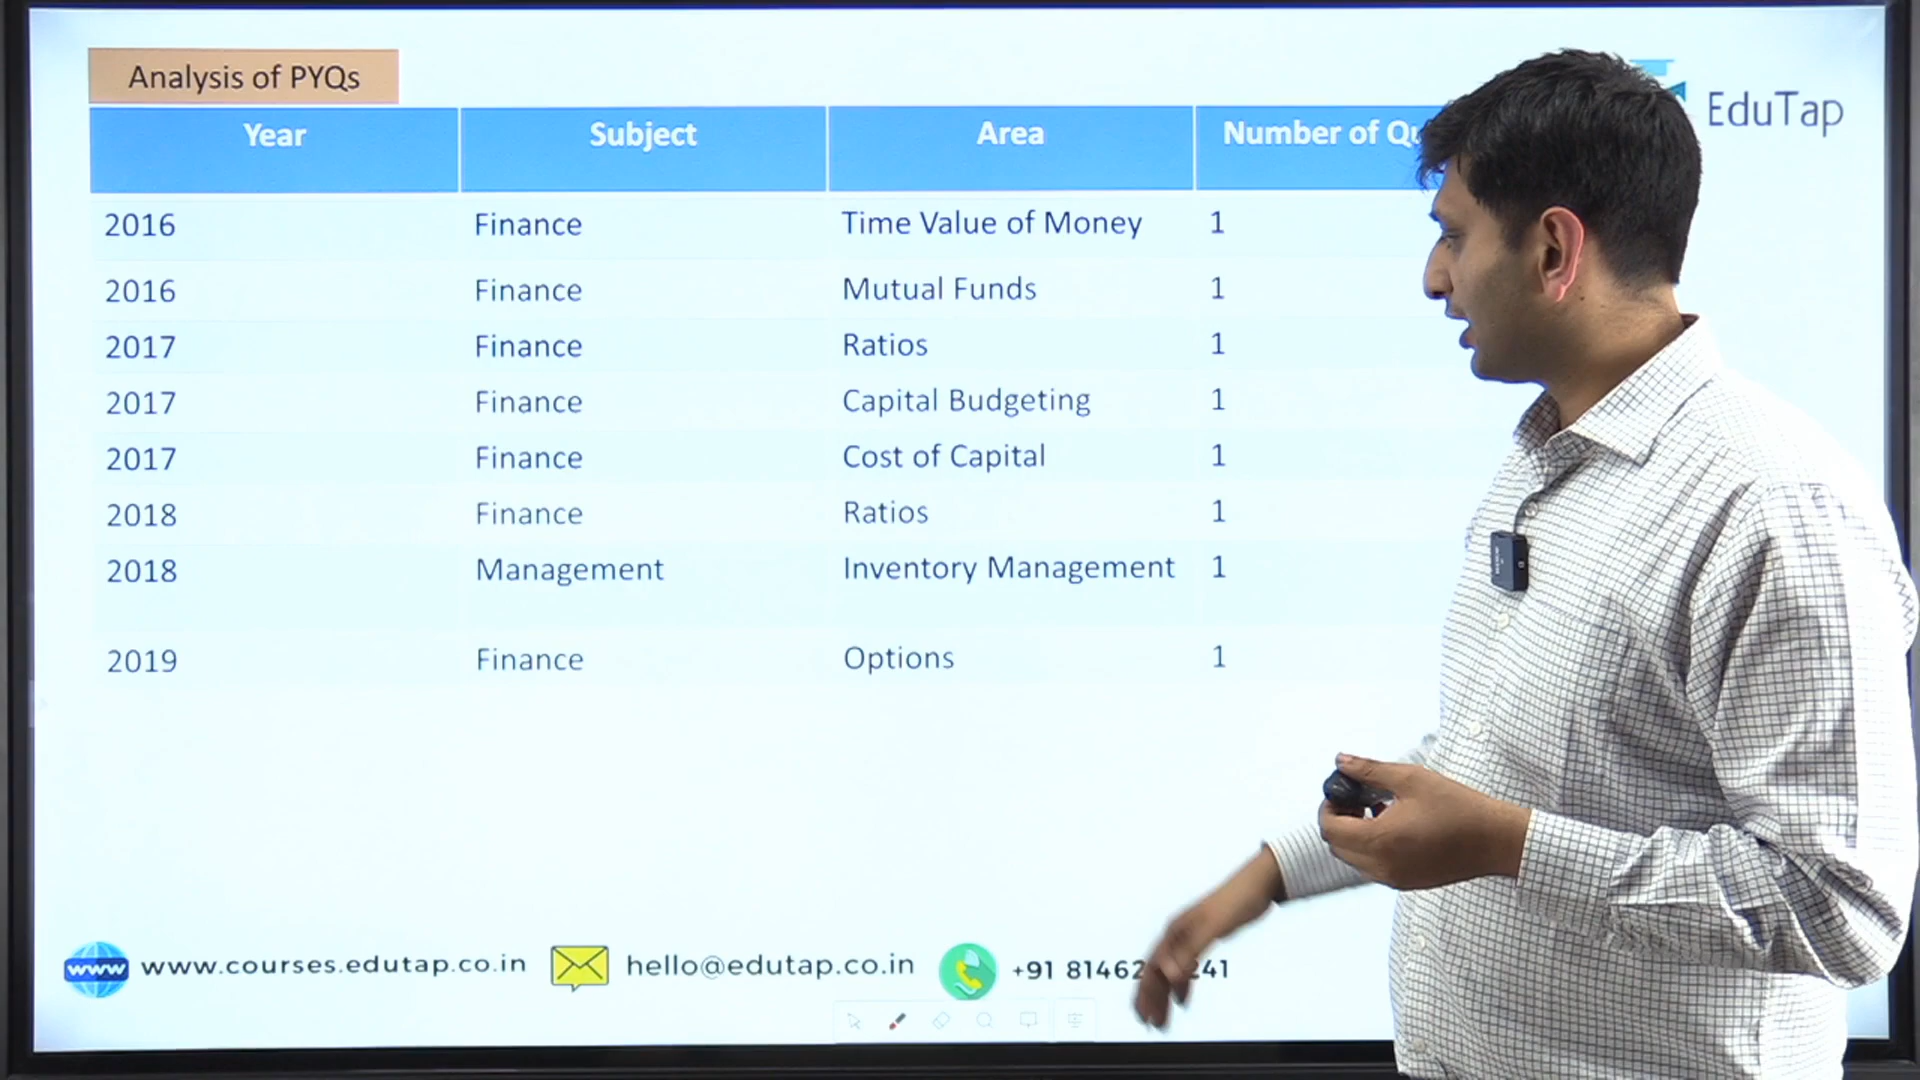 Analysis of PYQs
EduTap
Year Subject Area Number of
2016 Finance Time Value of Money 1
2016 Finance Mutual Funds 1
2017 Finance Ratios 1
2017 Finance Capital Budgeting 1
2017 Finance Cost of Capital 1
2018 Finance Ratios 1
2018 Management Inventory Management 1
2019 Finance Options 1
www www.courses.edutap.co.in hello@edutap.co.in +91